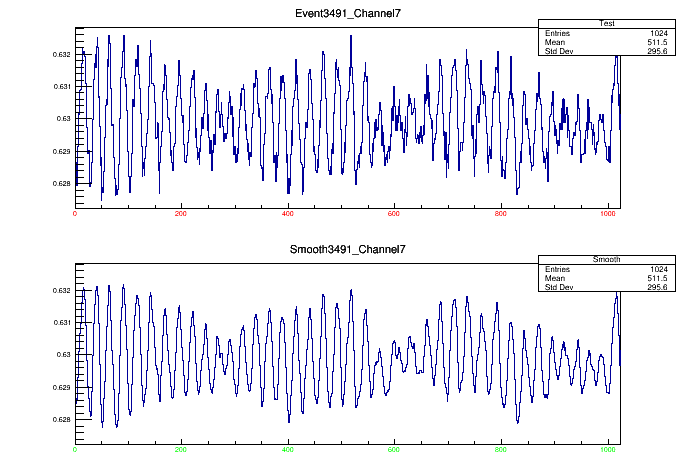 Event3491_Channel7
Test
Entries 1024
Mean 511.5
Std Dev 295.6
0.632
0.631
0.63
0.629
0.628
0 200 400 600 800 1000
Smooth3491_Channel7
Smooth
Entries 1024
Mean 511.5
Std Dev 295.6
0.632
0.631
0.63
0.629
0.628
0 200 400 600 800 1000